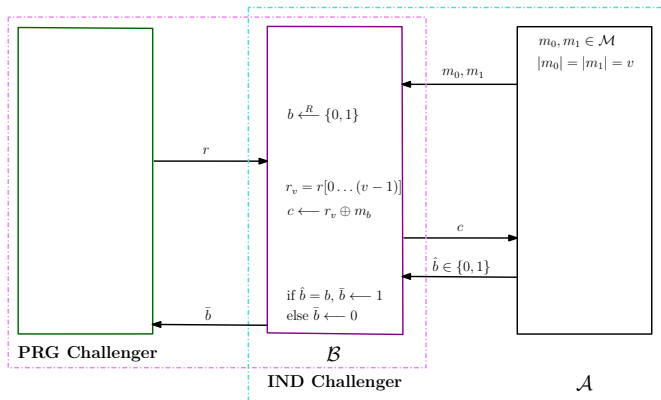 m_0, m_1 ∈ ℳ
|m_0| = |m_1| = v
m_0, m_1
b ⟵^R {0, 1}
r
r_v = r[0 … (v − 1)]
c ⟵ r_v ⊕ m_b
c
b̂ ∈ {0, 1}
if b̂ = b, b̄ ⟵ 1
else b̄ ⟵ 0
b̄
PRG Challenger
ℬ
IND Challenger
𝒜